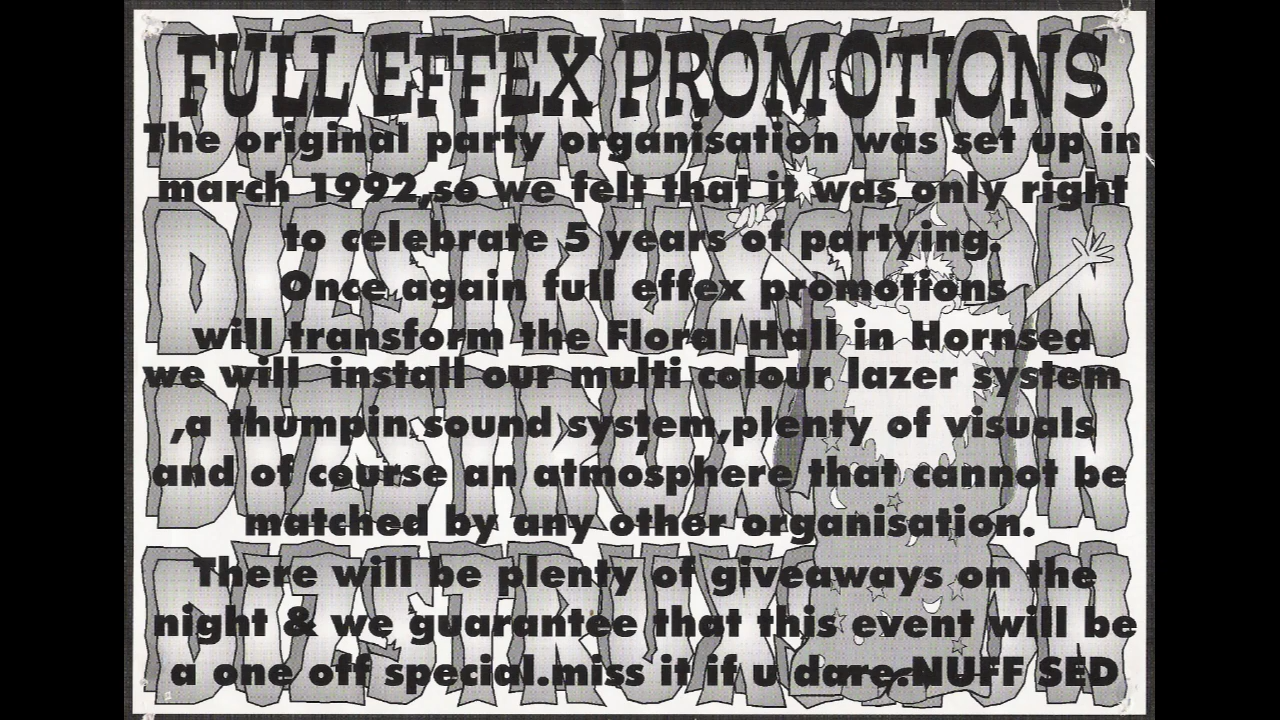 FULL EFFEX PROMOTIONS
The original party organisation was set up in
march 1992,so we felt that it was only right
to celebrate 5 years of partying.
Once again full effex promotions
will transform the Floral Hall in Hornsea
we will install our multi colour lazer system
,a thumpin sound system,plenty of visuals
and of course an atmosphere that cannot be
matched by any other organisation.
There will be plenty of giveaways on the
night & we guarantee that this event will be
a one off special.miss it if u dare.NUFF SED